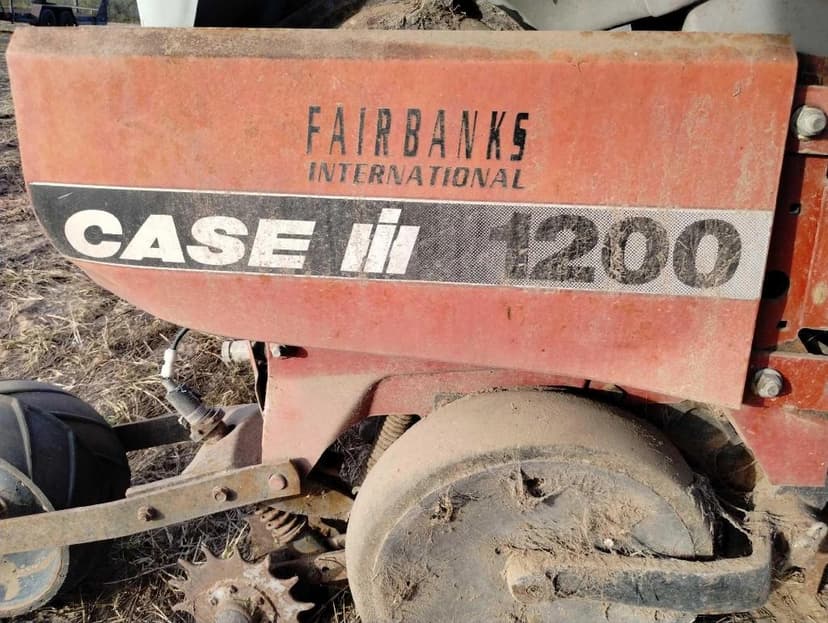 FAIRBANKS
INTERNATIONAL
CASE IH 1200